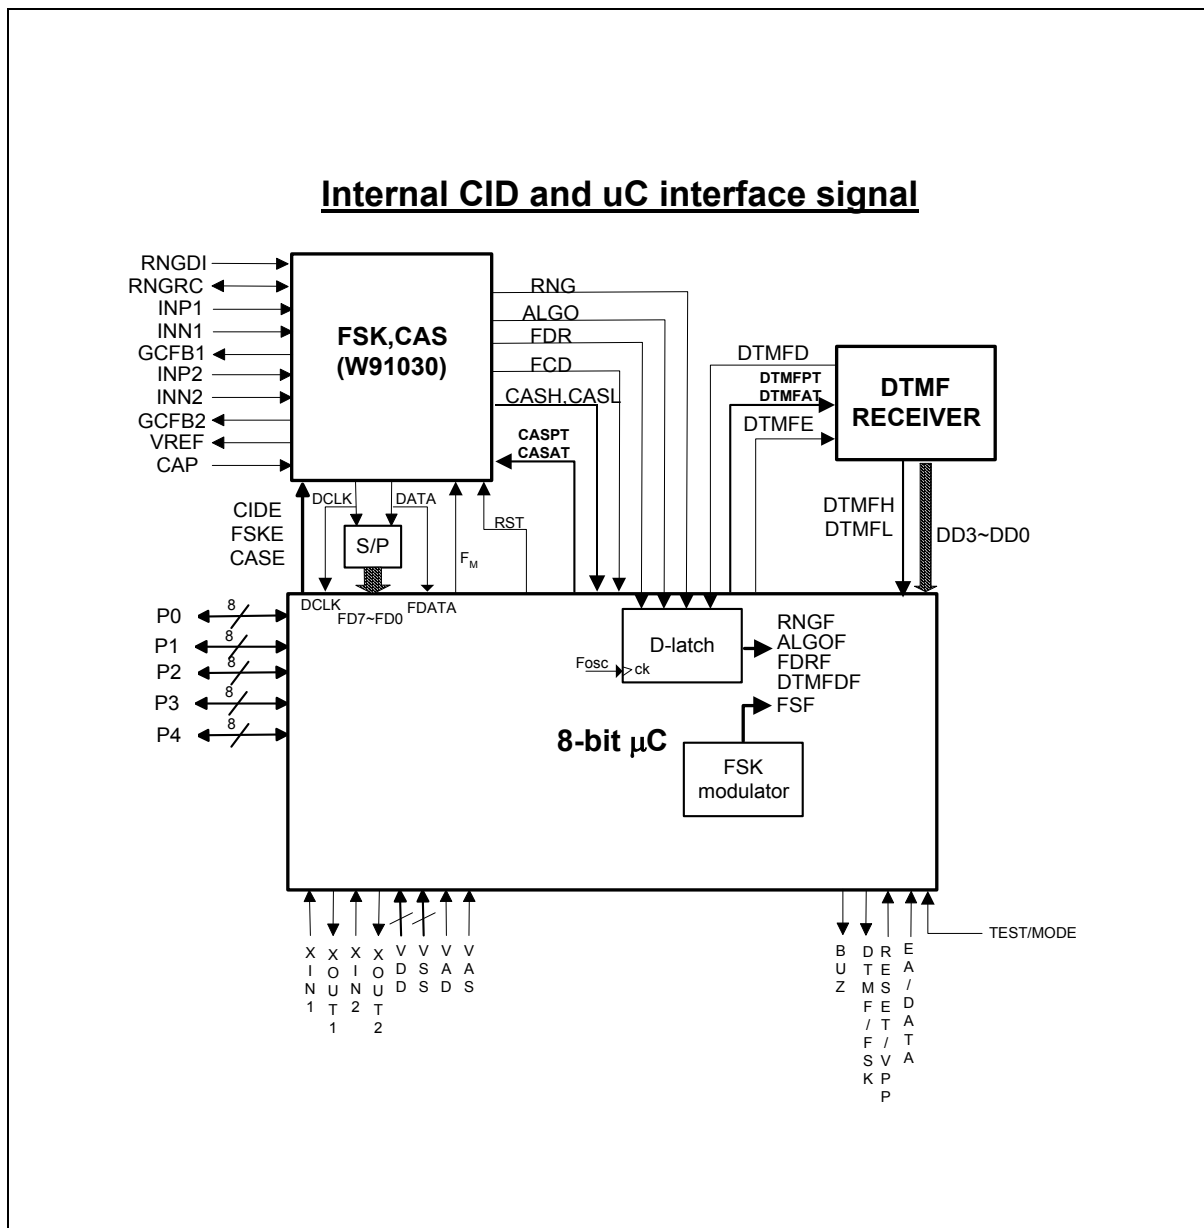 Internal CID and uC interface signal
RNGDI
RNGRC
INP1
INN1
GCFB1
INP2
INN2
GCFB2
VREF
CAP
FSK,CAS
(W91030)
RNG
ALGO
FDR
FCD
CASH,CASL
CASPT
CASAT
DTMFD
DTMFPT
DTMFAT
DTMFE
DTMF
RECEIVER
CIDE
FSKE
CASE
DCLK
DATA
S/P
FM
RST
DTMFH
DTMFL
DD3~DD0
DCLK
FD7~FD0
FDATA
P0
8
P1
8
P2
8
P3
8
P4
8
D-latch
Fosc
ck
RNGF
ALGOF
FDRF
DTMFDF
FSF
8-bit µC
FSK
modulator
XIN1
XOUT1
XIN2
XOUT2
VDD
VSS
VAD
VAS
BUZ
DTMF/FSK
RESET/VPP
EA/DATA
TEST/MODE